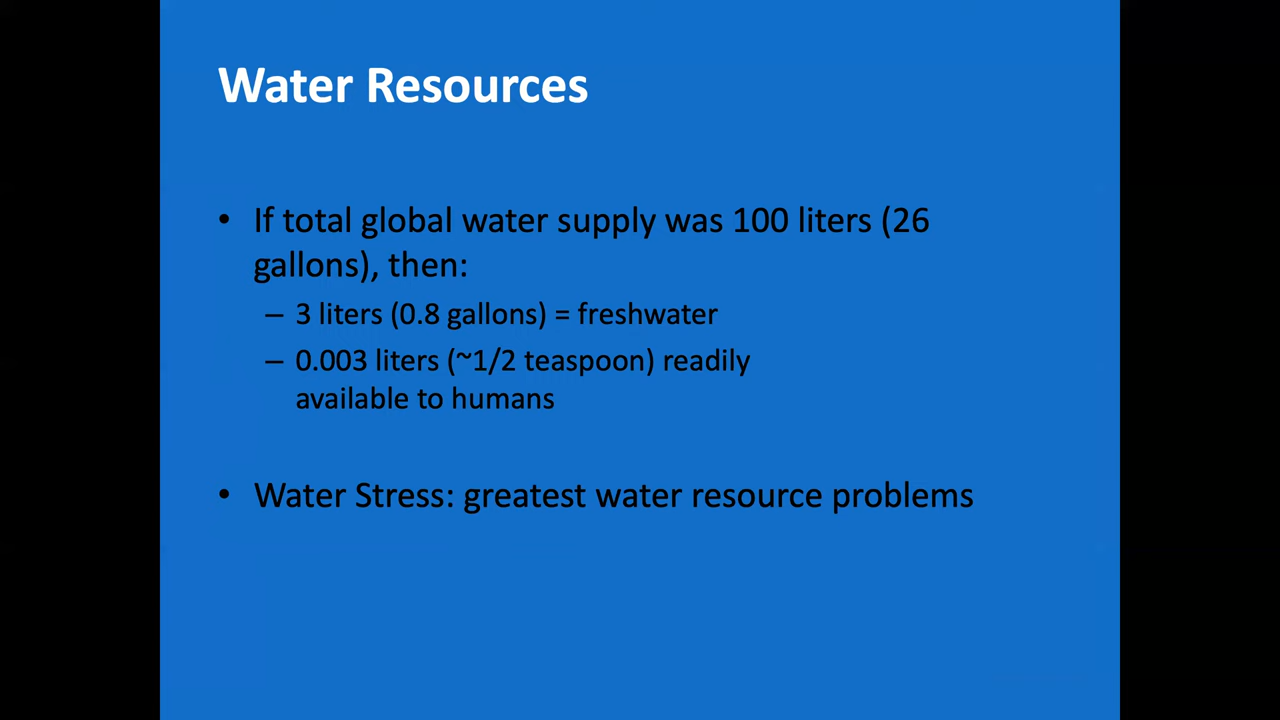 Water Resources
• If total global water supply was 100 liters (26
gallons), then:
– 3 liters (0.8 gallons) = freshwater
– 0.003 liters (~1/2 teaspoon) readily
available to humans
• Water Stress: greatest water resource problems